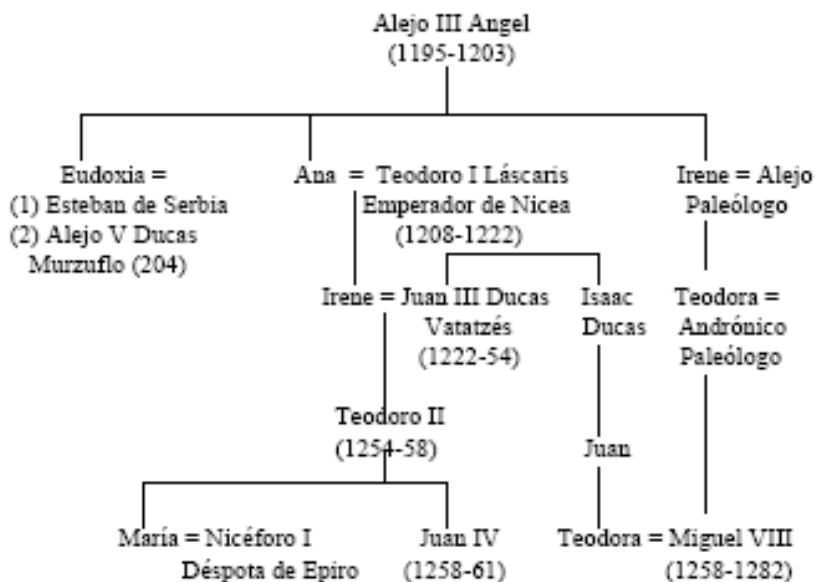 Alejo III Angel
(1195-1203)
Eudoxia =
(1) Esteban de Serbia
(2) Alejo V Ducas
Murzuflo (204)
Ana = Teodoro I Láscaris
Emperador de Nicea
(1208-1222)
Irene = Alejo
Paleólogo
Irene = Juan III Ducas
Vatatzés
(1222-54)
Isaac
Ducas
Teodora =
Andrónico
Paleólogo
Teodoro II
(1254-58)
Juan
María = Nicéforo I
Déspota de Epiro
Juan IV
(1258-61)
Teodora = Miguel VIII
(1258-1282)